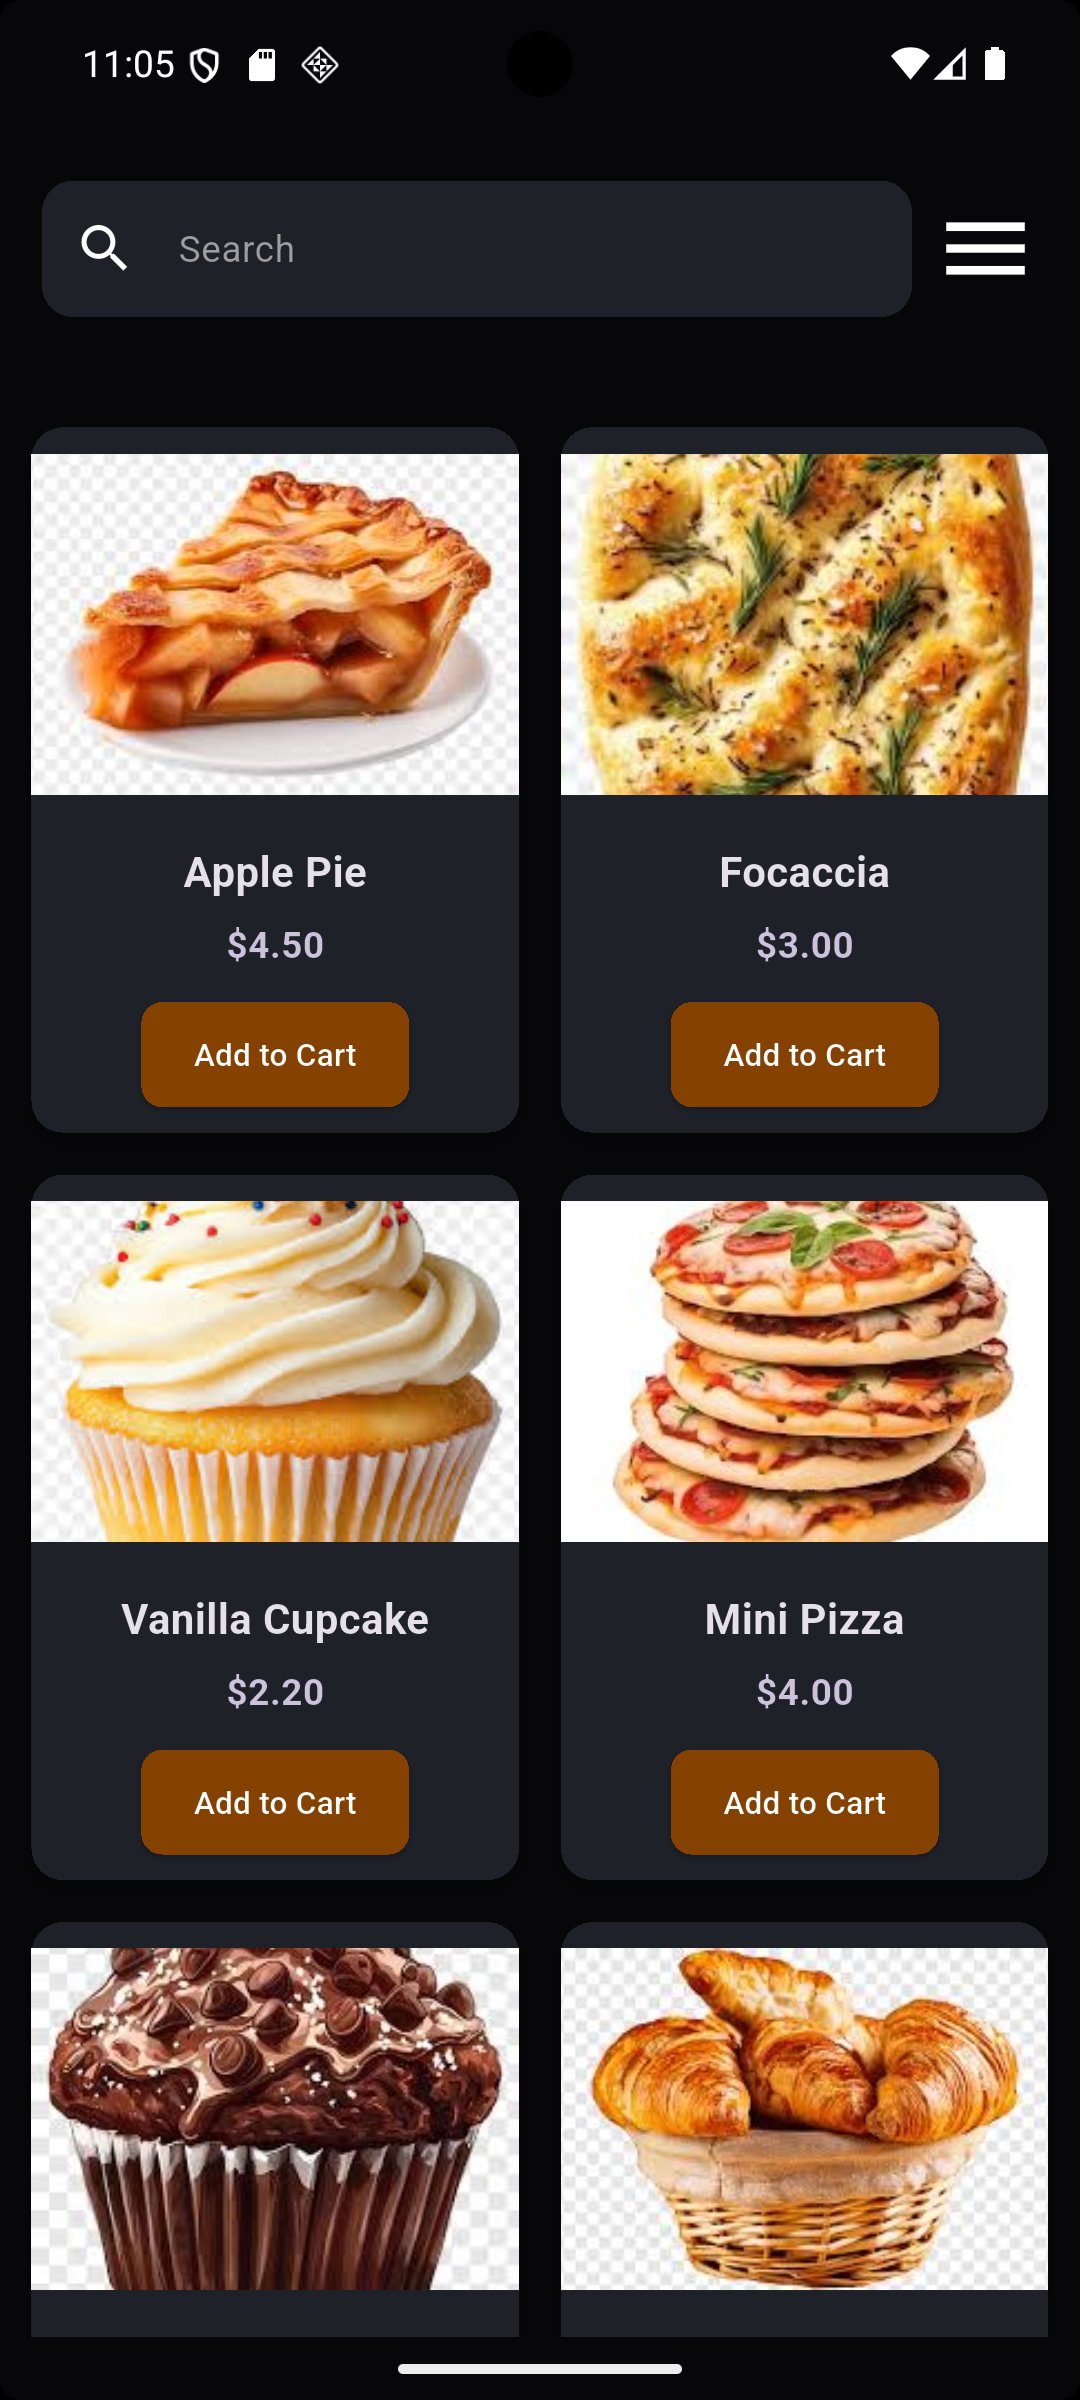 11:05
Search
Apple Pie
$4.50
Add to Cart
Focaccia
$3.00
Add to Cart
Vanilla Cupcake
$2.20
Add to Cart
Mini Pizza
$4.00
Add to Cart